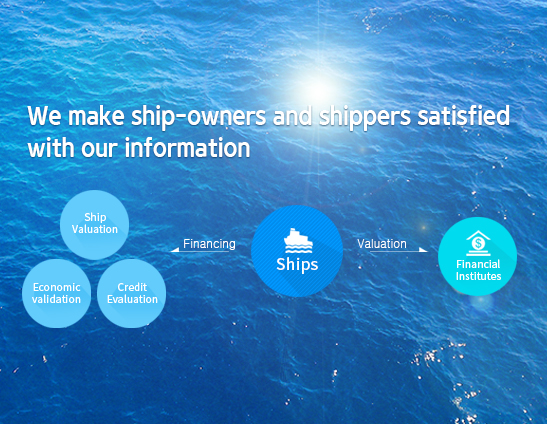 We make ship-owners and shippers satisfied
with our information
Ship
Valuation
Economic
validation
Credit
Evaluation
Financing
Ships
Valuation
Financial
Institutes